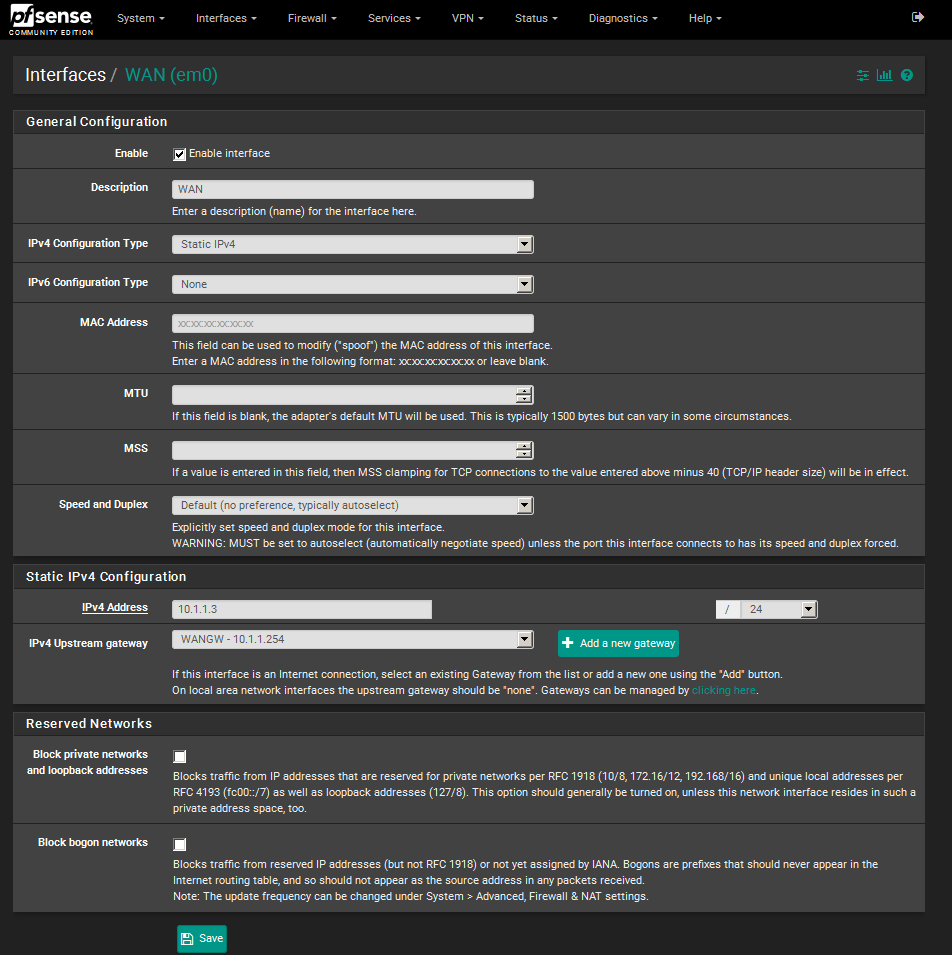 pfsense
COMMUNITY EDITION
System Interfaces Firewall Services VPN Status Diagnostics Help
Interfaces / WAN (em0)
General Configuration
Enable Enable interface
Description WAN
Enter a description (name) for the interface here.
IPv4 Configuration Type Static IPv4
IPv6 Configuration Type None
MAC Address xx:xx:xx:xx:xx:xx
This field can be used to modify ("spoof") the MAC address of this interface.
Enter a MAC address in the following format: xx:xx:xx:xx:xx:xx or leave blank.
MTU
If this field is blank, the adapter's default MTU will be used. This is typically 1500 bytes but can vary in some circumstances.
MSS
If a value is entered in this field, then MSS clamping for TCP connections to the value entered above minus 40 (TCP/IP header size) will be in effect.
Speed and Duplex Default (no preference, typically autoselect)
Explicitly set speed and duplex mode for this interface.
WARNING: MUST be set to autoselect (automatically negotiate speed) unless the port this interface connects to has its speed and duplex forced.
Static IPv4 Configuration
IPv4 Address 10.1.1.3 / 24
IPv4 Upstream gateway WANGW - 10.1.1.254 Add a new gateway
If this interface is an Internet connection, select an existing Gateway from the list or add a new one using the "Add" button.
On local area network interfaces the upstream gateway should be "none". Gateways can be managed by clicking here.
Reserved Networks
Block private networks
and loopback addresses
Blocks traffic from IP addresses that are reserved for private networks per RFC 1918 (10/8, 172.16/12, 192.168/16) and unique local addresses per
RFC 4193 (fc00::/7) as well as loopback addresses (127/8). This option should generally be turned on, unless this network interface resides in such a
private address space, too.
Block bogon networks
Blocks traffic from reserved IP addresses (but not RFC 1918) or not yet assigned by IANA. Bogons are prefixes that should never appear in the
Internet routing table, and so should not appear as the source address in any packets received.
Note: The update frequency can be changed under System > Advanced, Firewall & NAT settings.
Save